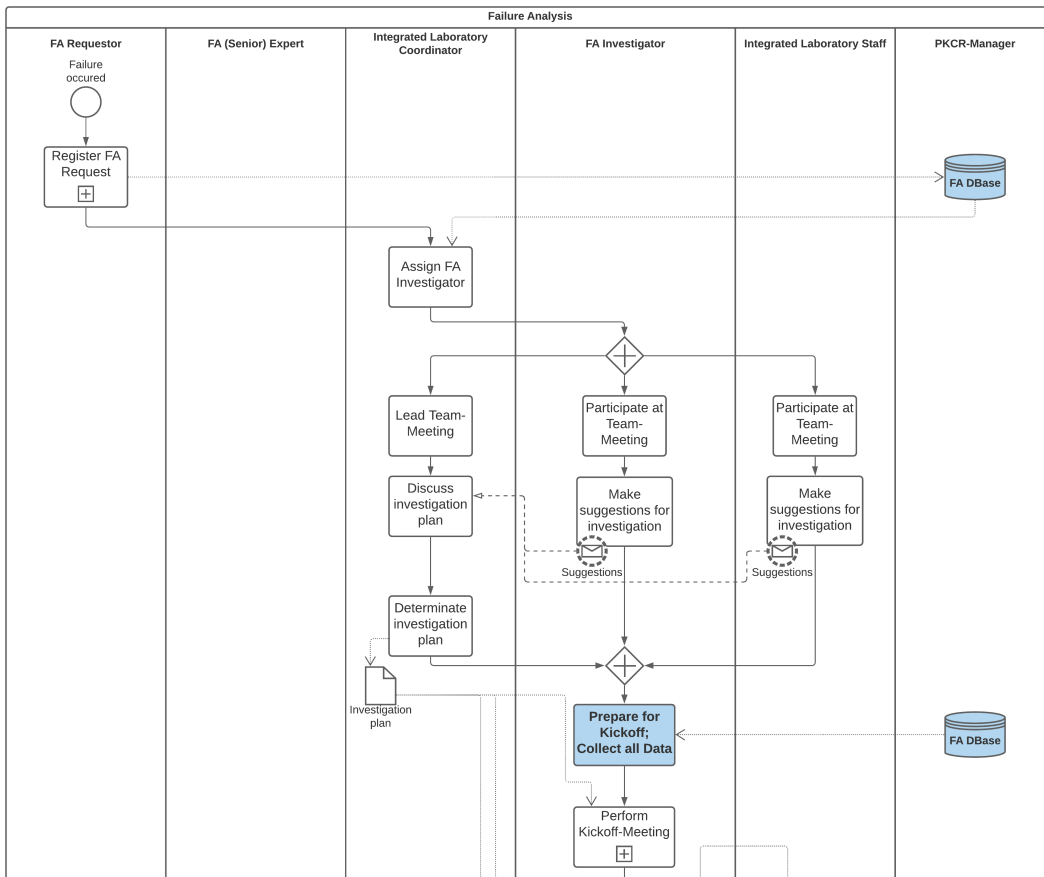 Failure Analysis
FA Requestor
FA (Senior) Expert
Integrated Laboratory
Coordinator
FA Investigator
Integrated Laboratory Staff
PKCR-Manager
Failure
occured
Register FA
Request
FA DBase
Assign FA
Investigator
Lead Team-
Meeting
Participate at
Team-
Meeting
Participate at
Team-
Meeting
Discuss
investigation
plan
Make
suggestions for
investigation
Make
suggestions for
investigation
Suggestions
Suggestions
Determinate
investigation
plan
Investigation
plan
Prepare for
Kickoff;
Collect all Data
FA DBase
Perform
Kickoff-Meeting